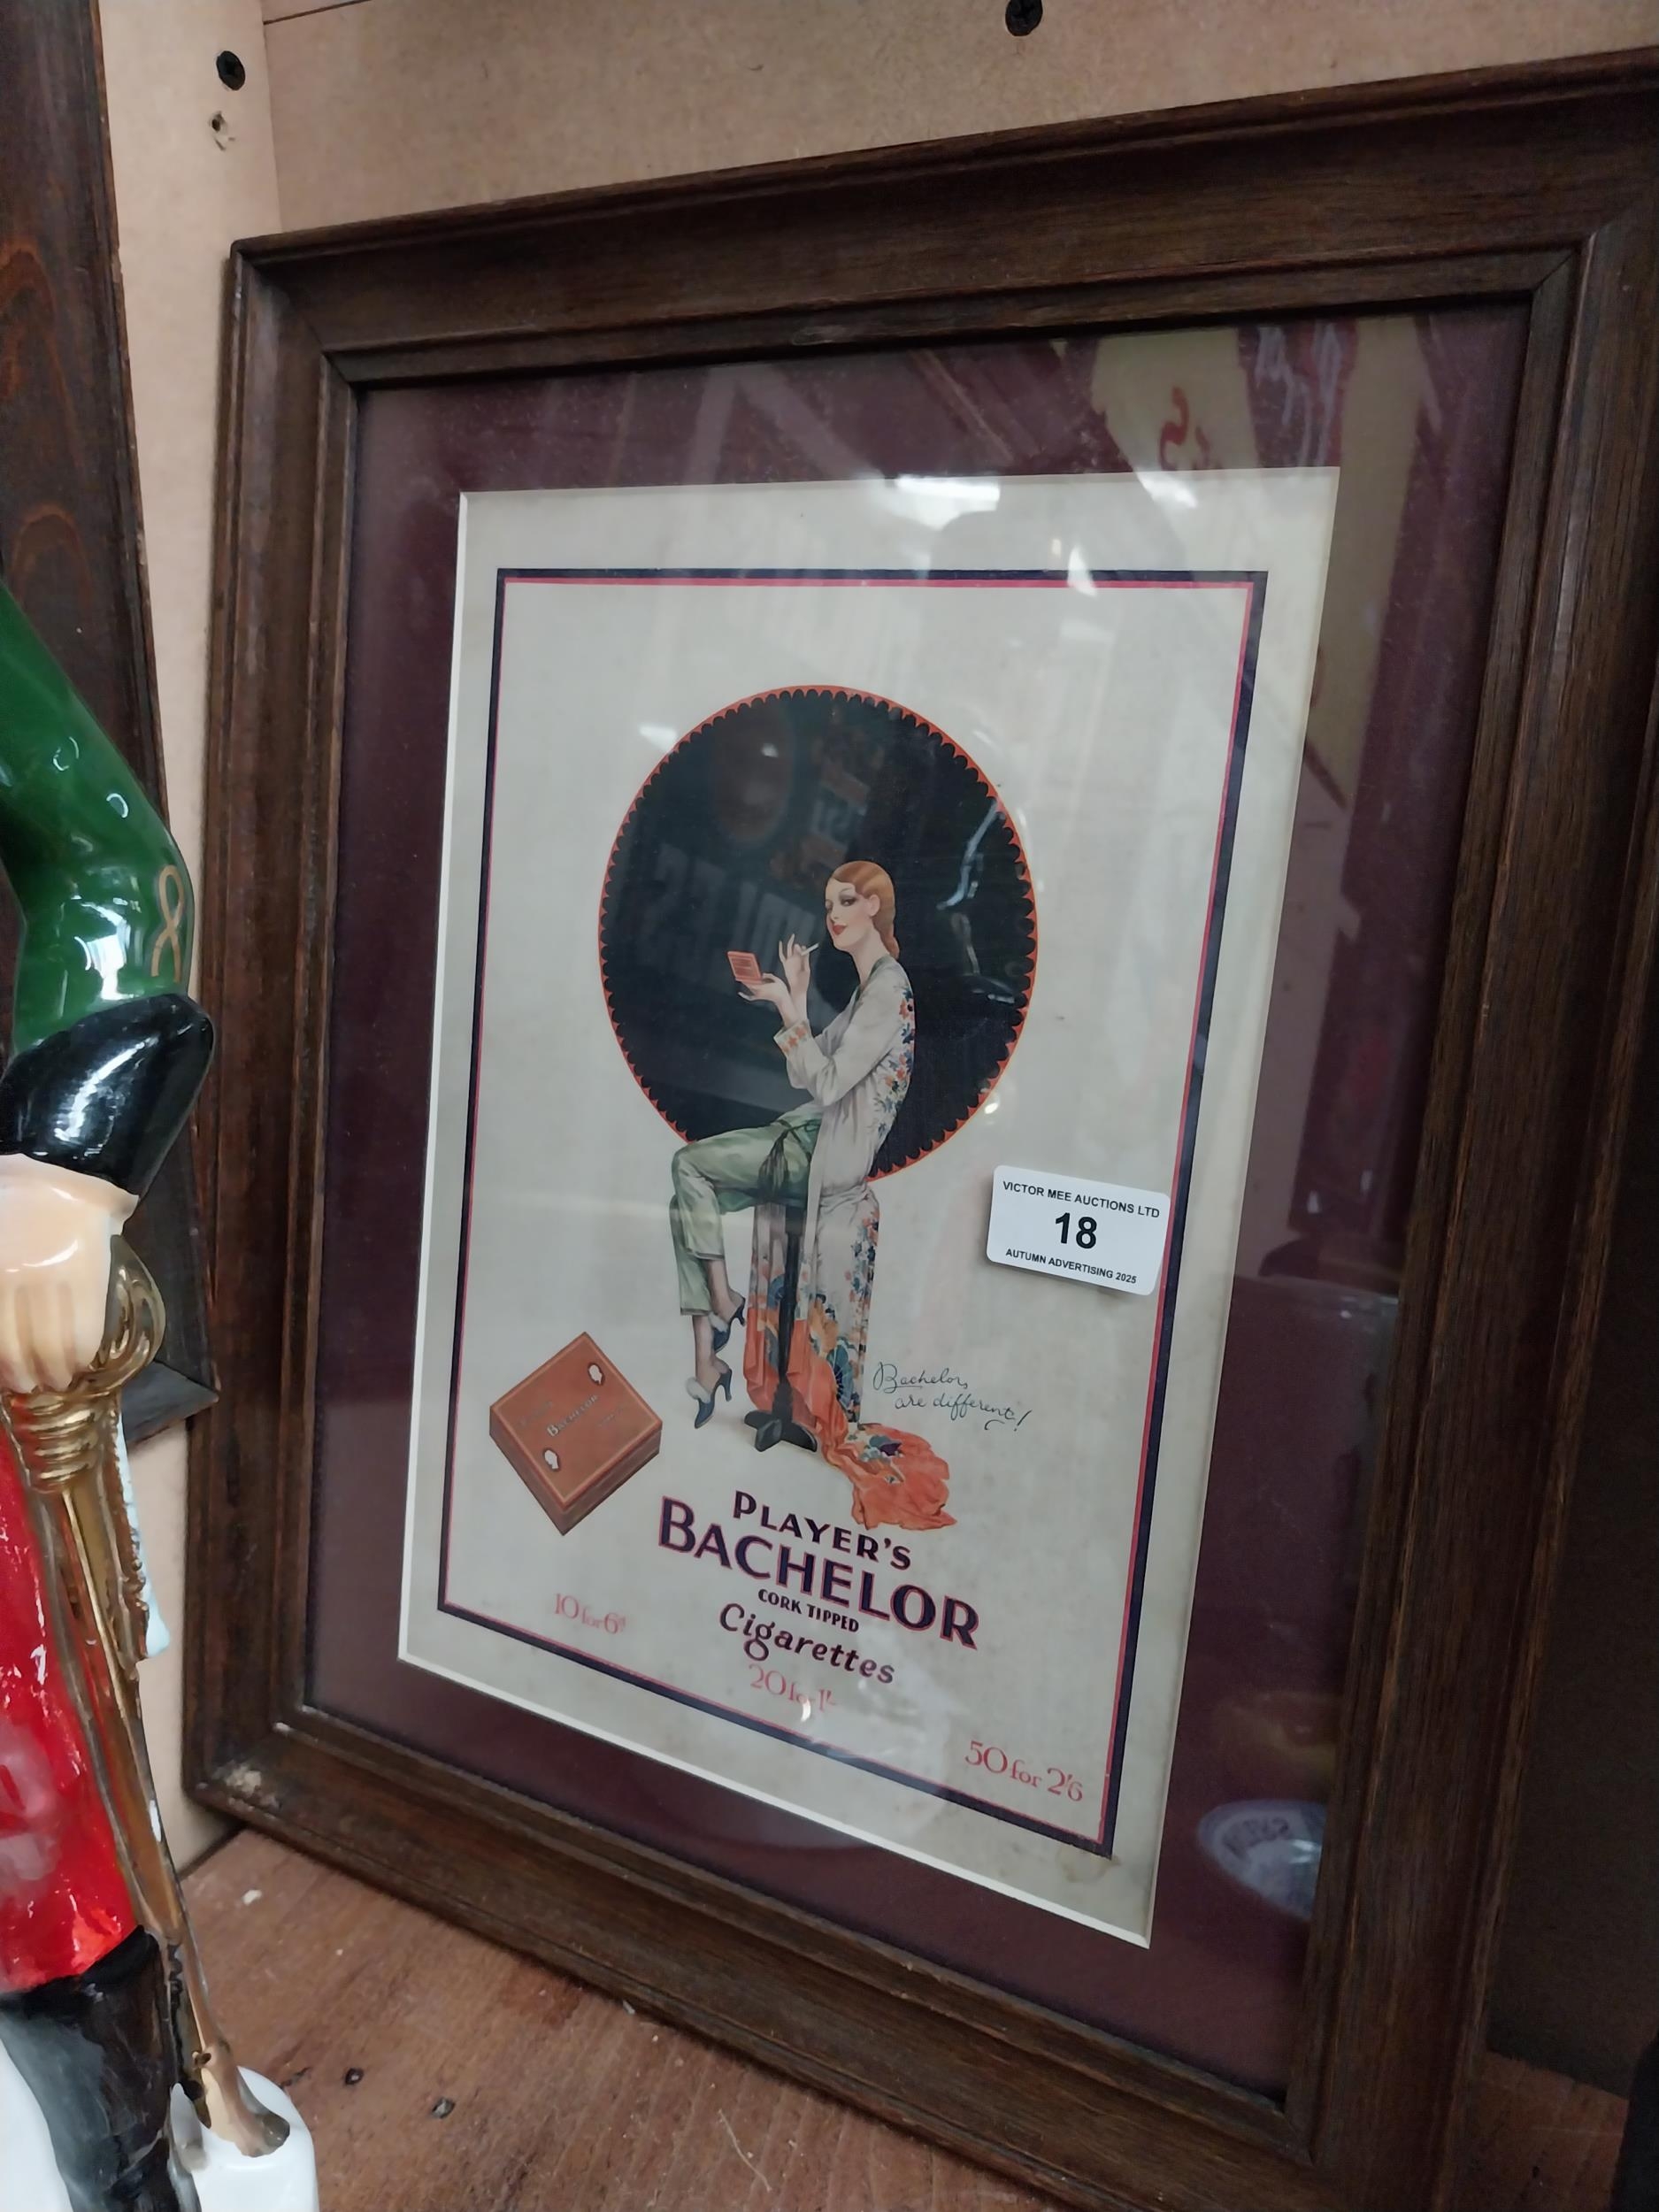 VICTOR MEE AUCTIONS LTD
18
AUTUMN ADVERTISING 2025
Bachelors
are different!
BACHELOR
PLAYER'S
BACHELOR
CORK TIPPED
Cigarettes
10 for 6ᴰ
20 for 1/-
50 for 2'6